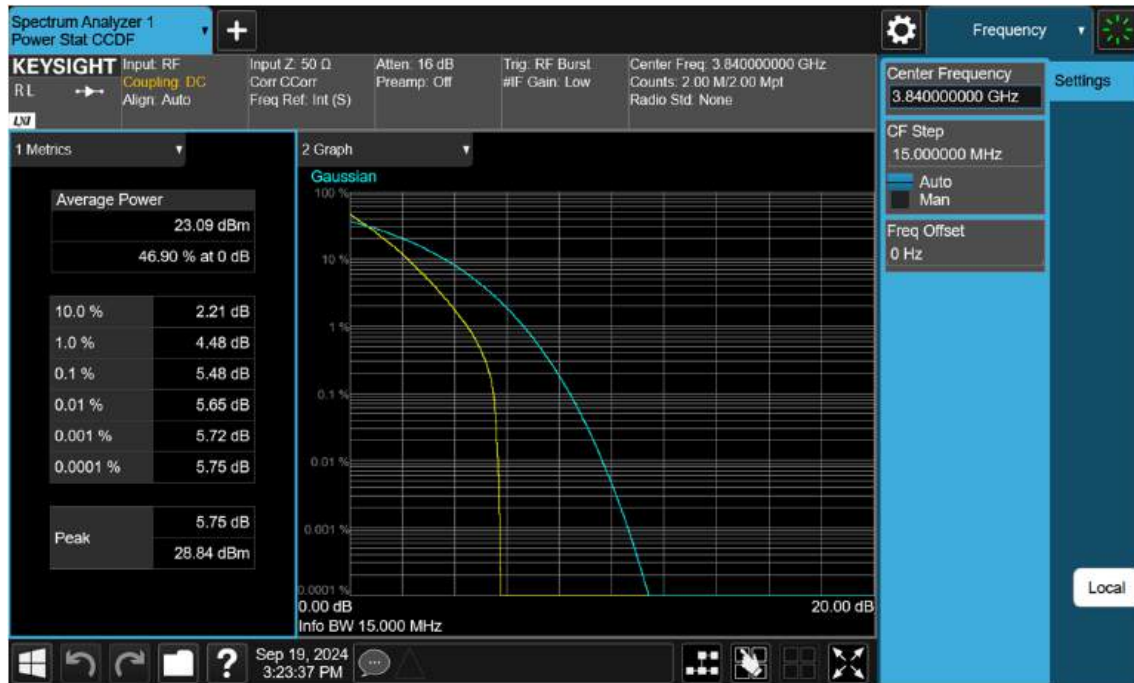 Spectrum Analyzer 1
Power Stat CCDF
+
Frequency
KEYSIGHT
RL
LXI
Input: RF
Coupling: DC
Align: Auto
Input Z: 50 Ω
Corr CCorr
Freq Ref: Int (S)
Atten: 16 dB
Preamp: Off
Trig: RF Burst
#IF Gain: Low
Center Freq: 3.840000000 GHz
Counts: 2.00 M/2.00 Mpt
Radio Std: None
Center Frequency
3.840000000 GHz
Settings
CF Step
15.000000 MHz
Auto
Man
Freq Offset
0 Hz
1 Metrics
Average Power
23.09 dBm
46.90 % at 0 dB
10.0 % 2.21 dB
1.0 % 4.48 dB
0.1 % 5.48 dB
0.01 % 5.65 dB
0.001 % 5.72 dB
0.0001 % 5.75 dB
Peak
5.75 dB
28.84 dBm
2 Graph
Gaussian
100 %
10 %
1 %
0.1 %
0.01 %
0.001 %
0.0001 %
0.00 dB 20.00 dB
Info BW 15.000 MHz
Local
?
Sep 19, 2024
3:23:37 PM